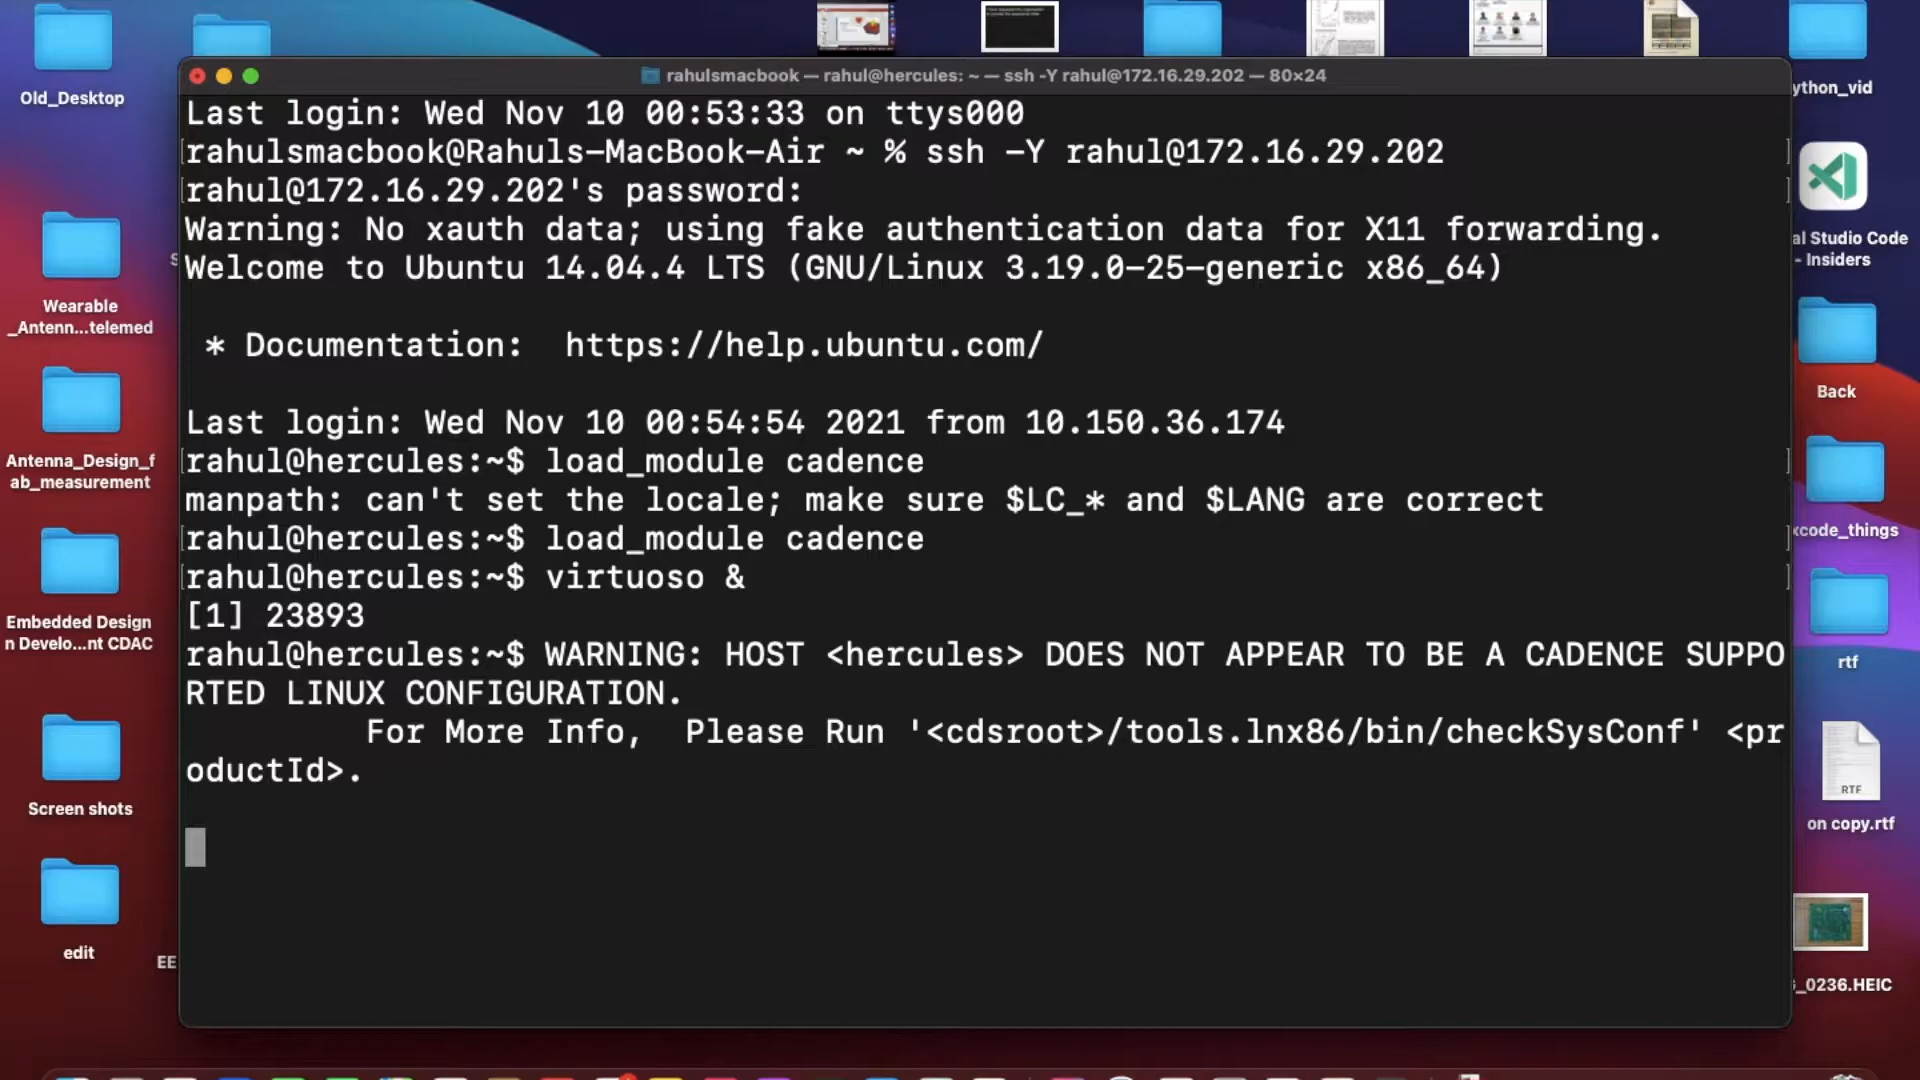 rahulsmacbook — rahul@hercules: ~ — ssh -Y rahul@172.16.29.202 — 80×24
Last login: Wed Nov 10 00:53:33 on ttys000
rahulsmacbook@Rahuls-MacBook-Air ~ % ssh -Y rahul@172.16.29.202
rahul@172.16.29.202's password:
Warning: No xauth data; using fake authentication data for X11 forwarding.
Welcome to Ubuntu 14.04.4 LTS (GNU/Linux 3.19.0-25-generic x86_64)
* Documentation:  https://help.ubuntu.com/
Last login: Wed Nov 10 00:54:54 2021 from 10.150.36.174
rahul@hercules:~$ load_module cadence
manpath: can't set the locale; make sure $LC_* and $LANG are correct
rahul@hercules:~$ load_module cadence
rahul@hercules:~$ virtuoso &
[1] 23893
rahul@hercules:~$ WARNING: HOST <hercules> DOES NOT APPEAR TO BE A CADENCE SUPPO
RTED LINUX CONFIGURATION.
For More Info,  Please Run '<cdsroot>/tools.lnx86/bin/checkSysConf' <pr
oductId>.
Old_Desktop
Wearable
_Antenn...telemed
Antenna_Design_f
ab_measurement
Embedded Design
n Develo...nt CDAC
Screen shots
edit
EE
ython_vid
al Studio Code
- Insiders
Back
xcode_things
rtf
RTF
on copy.rtf
_0236.HEIC